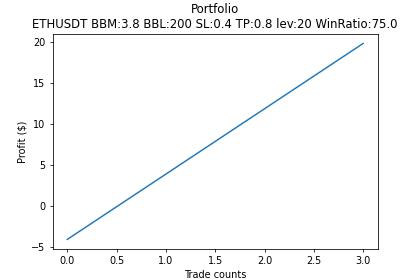 Portfolio
ETHUSDT BBM:3.8 BBL:200 SL:0.4 TP:0.8 lev:20 WinRatio:75.0
20
15
10
5
0
−5
Profit ($)
0.0 0.5 1.0 1.5 2.0 2.5 3.0
Trade counts